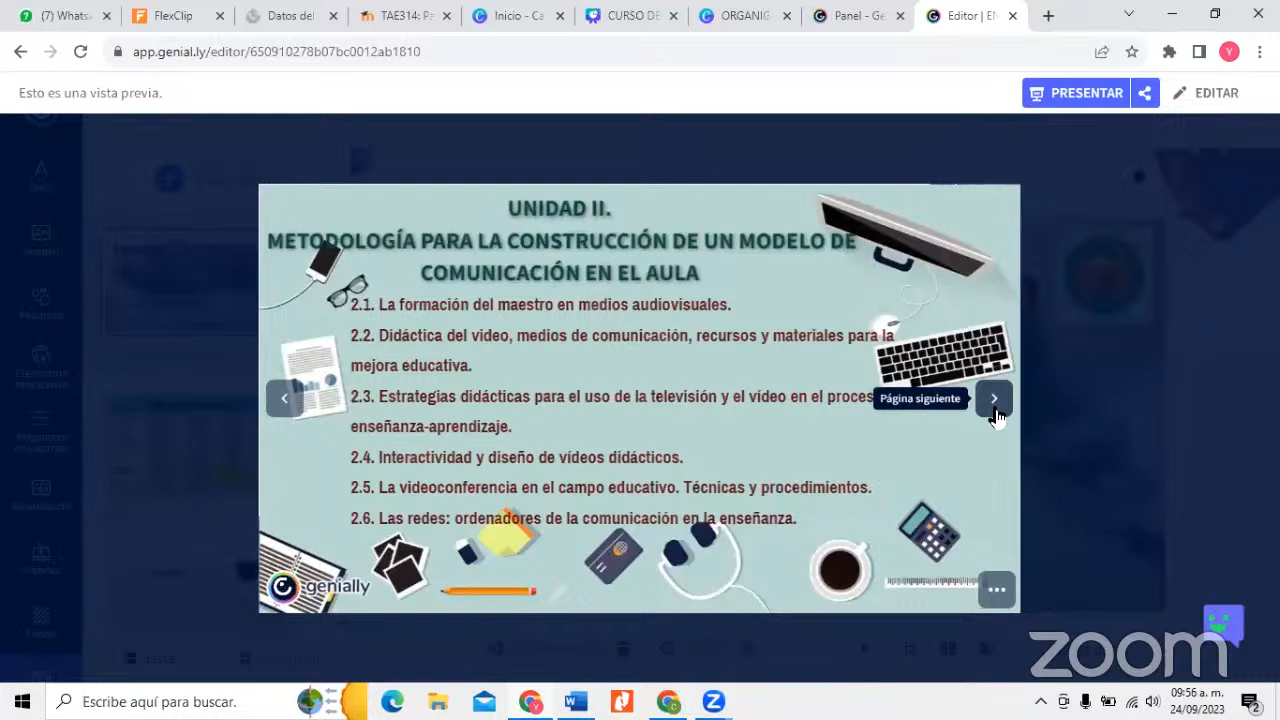 (7) Whats
FlexClip
Datos del
TAE314: Pa
Inicio - Ca
CURSO DE
ORGANIG
Panel - Ge
Editor | EN
app.genial.ly/editor/650910278b07bc0012ab1810
Y
Esto es una vista previa.
PRESENTAR
EDITAR
UNIDAD II.
METODOLOGÍA PARA LA CONSTRUCCIÓN DE UN MODELO DE
COMUNICACIÓN EN EL AULA
2.1. La formación del maestro en medios audiovisuales.
2.2. Didáctica del video, medios de comunicación, recursos y materiales para la
mejora educativa.
2.3. Estrategias didácticas para el uso de la televisión y el vídeo en el proces
Página siguiente
enseñanza-aprendizaje.
2.4. Interactividad y diseño de vídeos didácticos.
2.5. La videoconferencia en el campo educativo. Técnicas y procedimientos.
2.6. Las redes: ordenadores de la comunicación en la enseñanza.
genially
zoom
Escribe aquí para buscar.
09:56 a. m.
24/09/2023
2